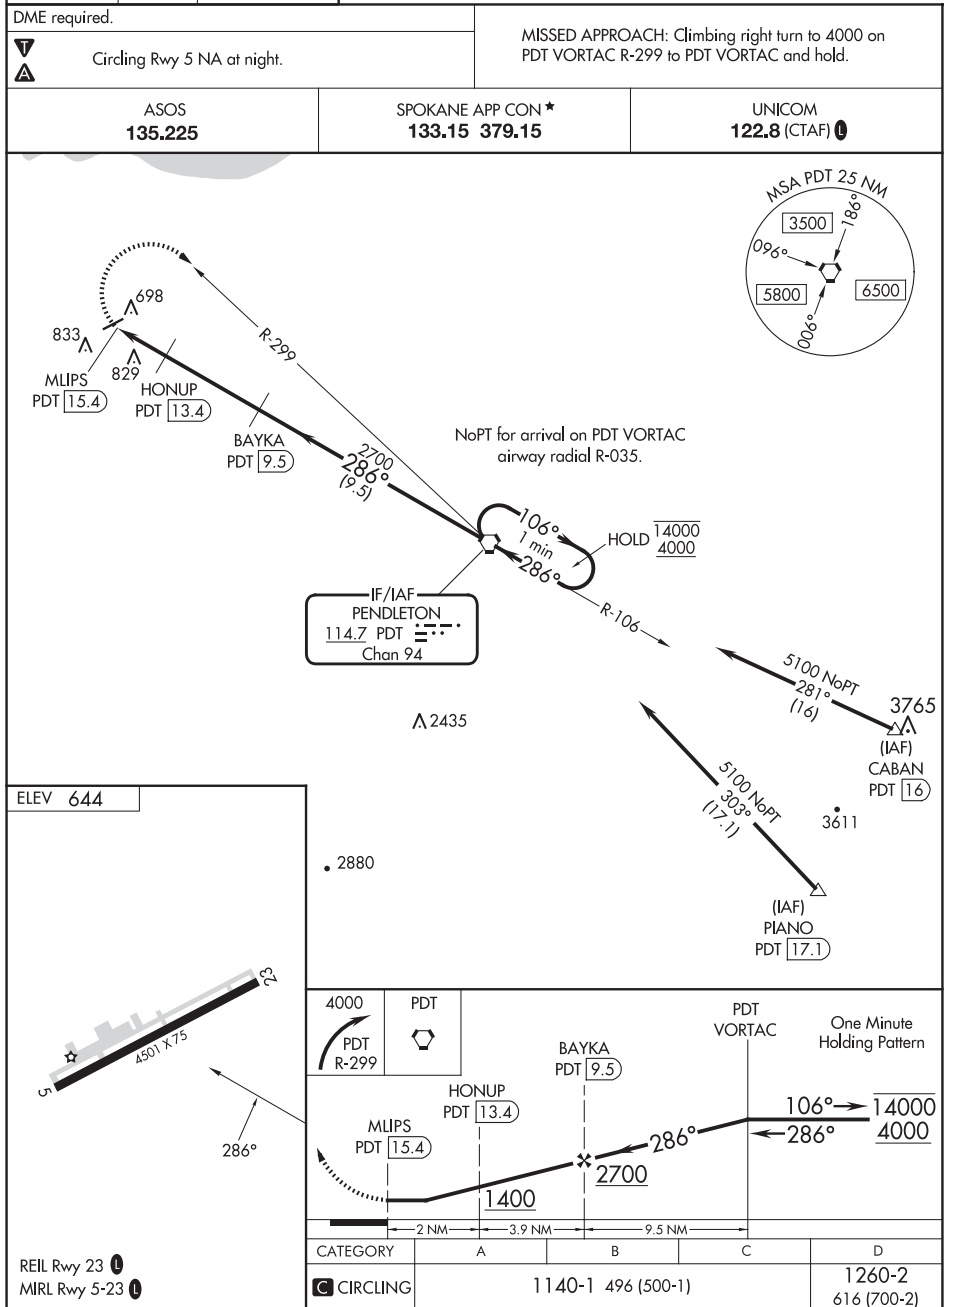 DME required.
T
A
Circling Rwy 5 NA at night.
MISSED APPROACH: Climbing right turn to 4000 on
PDT VORTAC R-299 to PDT VORTAC and hold.
ASOS
135.225
SPOKANE APP CON ★
133.15 379.15
UNICOM
122.8 (CTAF) L
MSA PDT 25 NM
3500
186°
096°
5800
6500
006°
698
833
829
MLIPS
PDT 15.4
HONUP
PDT 13.4
BAYKA
PDT 9.5
R-299
2700
286°
(9.5)
NoPT for arrival on PDT VORTAC
airway radial R-035.
106°
1 min
286°
HOLD 14000
4000
IF/IAF
PENDLETON
114.7 PDT
Chan 94
R-106
5100 NoPT
281°
(16)
3765
(IAF)
CABAN
PDT 16
2435
5100 NoPT
303°
(17.1)
3611
2880
(IAF)
PIANO
PDT 17.1
ELEV 644
23
4501 X 75
5
286°
REIL Rwy 23 L
MIRL Rwy 5-23 L
4000
PDT
R-299
PDT
PDT
VORTAC
One Minute
Holding Pattern
BAYKA
PDT 9.5
HONUP
PDT 13.4
MLIPS
PDT 15.4
106°
14000
286°
286°
4000
2700
1400
2 NM
3.9 NM
9.5 NM
CATEGORY A B C D
C CIRCLING 1140-1 496 (500-1) 1260-2
616 (700-2)